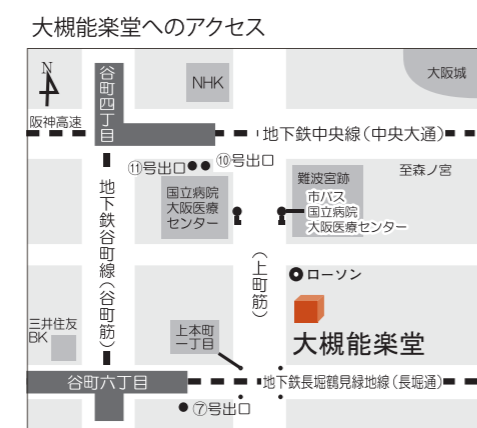 大槻能楽堂へのアクセス
N
谷町四丁目
NHK
大阪城
阪神高速
地下鉄中央線(中央大通)
⑪号出口
⑩号出口
難波宮跡
至森ノ宮
市バス
国立病院
大阪医療センター
国立病院
大阪医療
センター
地下鉄谷町線(谷町筋)
(上町筋)
ローソン
三井住友
BK
上本町
一丁目
大槻能楽堂
谷町六丁目
地下鉄長堀鶴見緑地線(長堀通)
⑦号出口